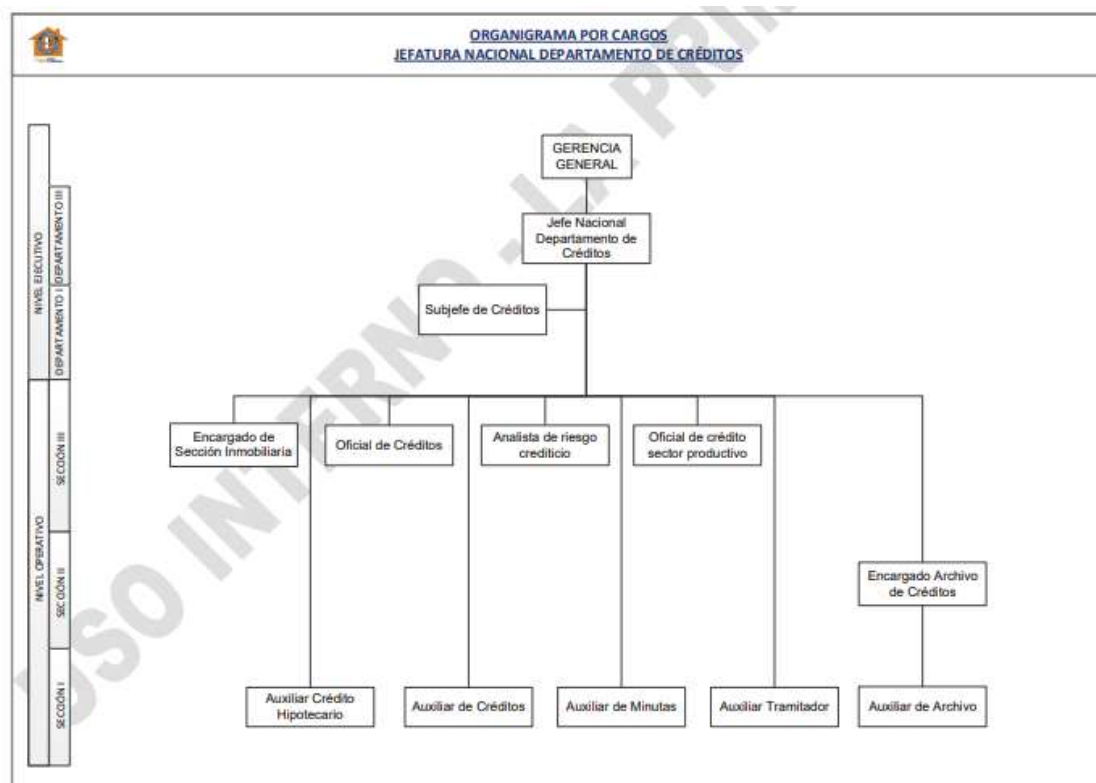 ORGANIGRAMA POR CARGOS
JEFATURA NACIONAL DEPARTAMENTO DE CRÉDITOS
USO INTERNO - LA PRIM
NIVEL EJECUTIVO
DEPARTAMENTO III
DEPARTAMENTO I
NIVEL OPERATIVO
SECCIÓN III
SECCIÓN II
SECCIÓN I
GERENCIA
GENERAL
Jefe Nacional
Departamento de
Créditos
Subjefe de Créditos
Encargado de
Sección Inmobiliaria
Oficial de Créditos
Analista de riesgo
crediticio
Oficial de crédito
sector productivo
Encargado Archivo
de Créditos
Auxiliar Crédito
Hipotecario
Auxiliar de Créditos
Auxiliar de Minutas
Auxiliar Tramitador
Auxiliar de Archivo